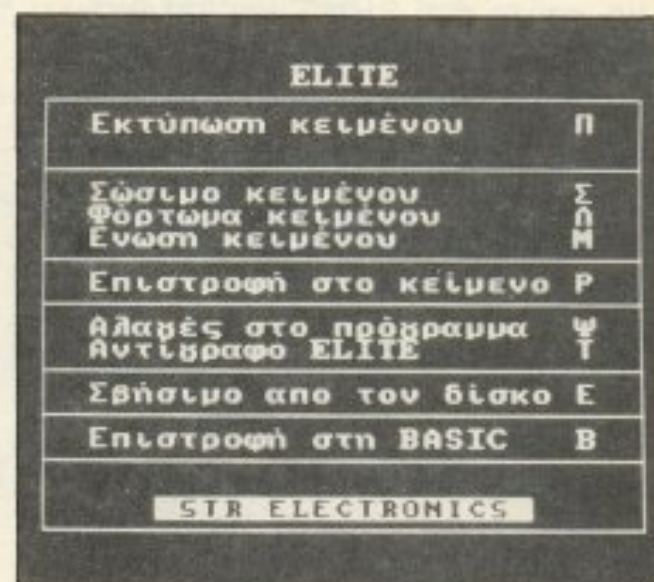 ELITE
Εκτύπωση κειμένου Π
Σώσιμο κειμένου Σ
Φόρτωμα κειμένου Λ
Ενωση κειμένου Μ
Επιστροφή στο κείμενο Ρ
Αλαγές στο πρόγραμμα Ψ
Αντίγραφο ELITE Τ
Σβήσιμο απο τον δίσκο Ε
Επιστροφή στη BASIC Β
STR ELECTRONICS